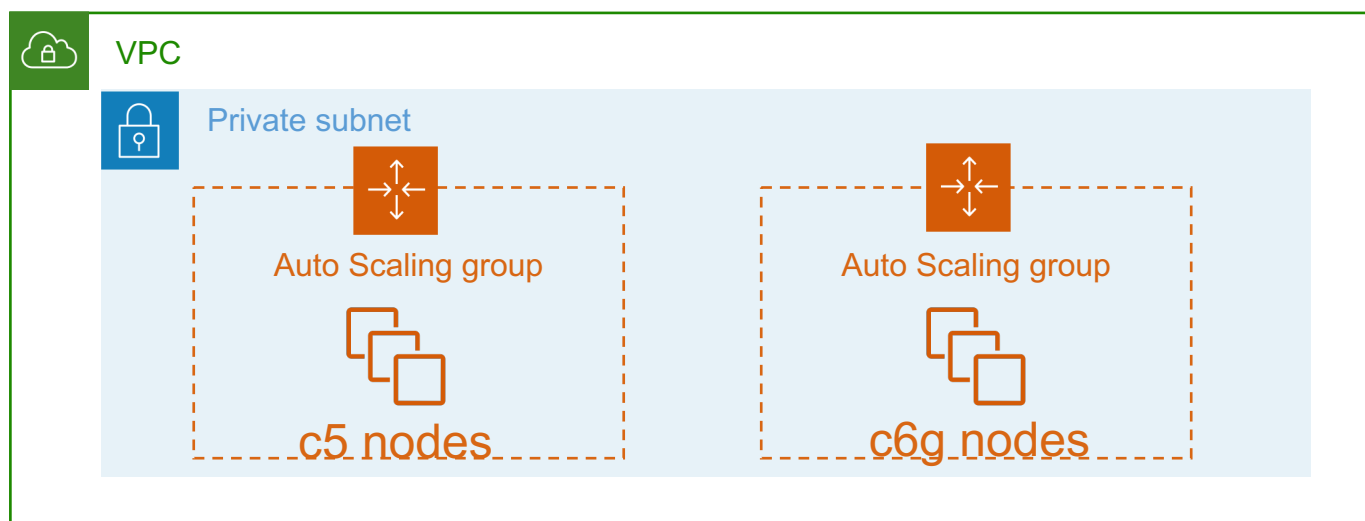 VPC
Private subnet
Auto Scaling group
Auto Scaling group
c5 nodes
c6g nodes